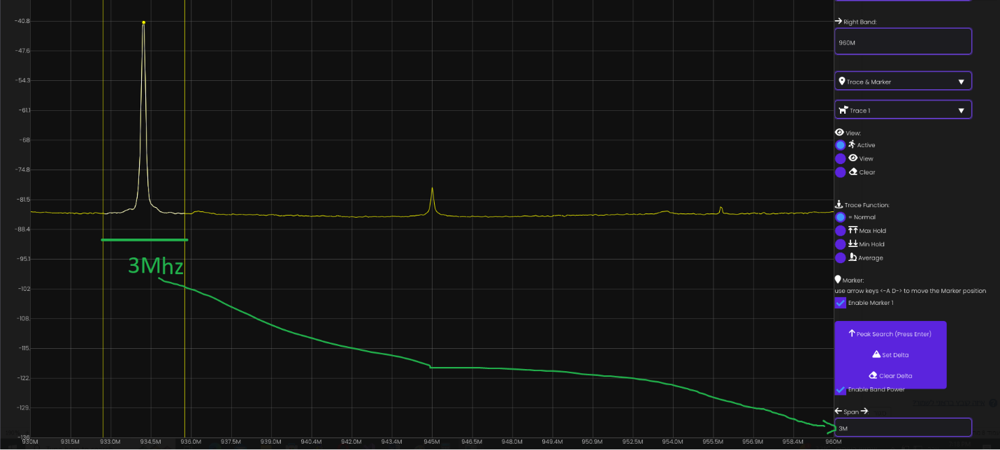 -40.8
-47.6
-54.3
-61.1
-68
-74.8
-81.5
-88.4
-95.1
-102
-108
-115
-122
-129
-136
930M 931.5M 933.0M 934.5M 936.0M 937.5M 939.0M 940.4M 942.0M 943.4M 945M 946.5M 948.0M 949.4M 950.9M 952.5M 954.0M 955.5M 956.9M 958.4M 960M
3Mhz
Right Band:
960M
Trace & Marker
Trace 1
View:
Active
View
Clear
Trace Function:
= Normal
Max Hold
Min Hold
Average
Marker:
use arrow keys <-A D-> to move the Marker position
Enable Marker 1
Peak Search (Press Enter)
Set Delta
Clear Delta
Enable Band Power
Span
3M